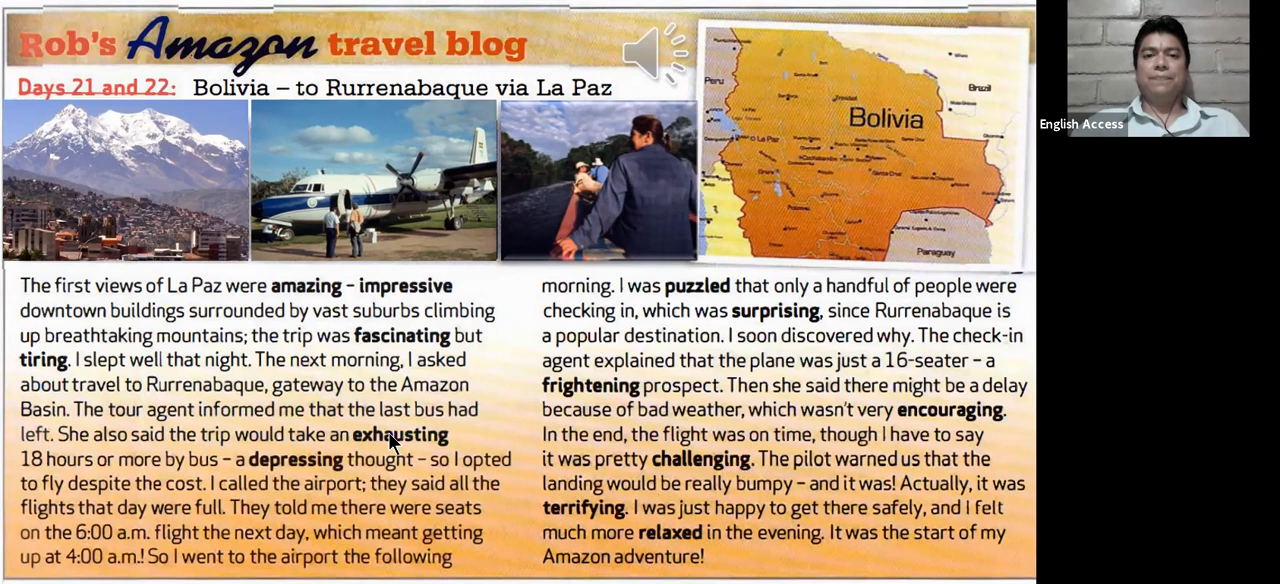 Rob's Amazon travel blog
Days 21 and 22: Bolivia – to Rurrenabaque via La Paz
Peru
Brazil
Bolivia
La Paz
Trinidad
Cochabamba
Santa Cruz
Oruro
Paraguay
English Access
The first views of La Paz were amazing – impressive
downtown buildings surrounded by vast suburbs climbing
up breathtaking mountains; the trip was fascinating but
tiring. I slept well that night. The next morning, I asked
about travel to Rurrenabaque, gateway to the Amazon
Basin. The tour agent informed me that the last bus had
left. She also said the trip would take an exhausting
18 hours or more by bus – a depressing thought – so I opted
to fly despite the cost. I called the airport; they said all the
flights that day were full. They told me there were seats
on the 6:00 a.m. flight the next day, which meant getting
up at 4:00 a.m.! So I went to the airport the following
morning. I was puzzled that only a handful of people were
checking in, which was surprising, since Rurrenabaque is
a popular destination. I soon discovered why. The check-in
agent explained that the plane was just a 16-seater – a
frightening prospect. Then she said there might be a delay
because of bad weather, which wasn't very encouraging.
In the end, the flight was on time, though I have to say
it was pretty challenging. The pilot warned us that the
landing would be really bumpy – and it was! Actually, it was
terrifying. I was just happy to get there safely, and I felt
much more relaxed in the evening. It was the start of my
Amazon adventure!